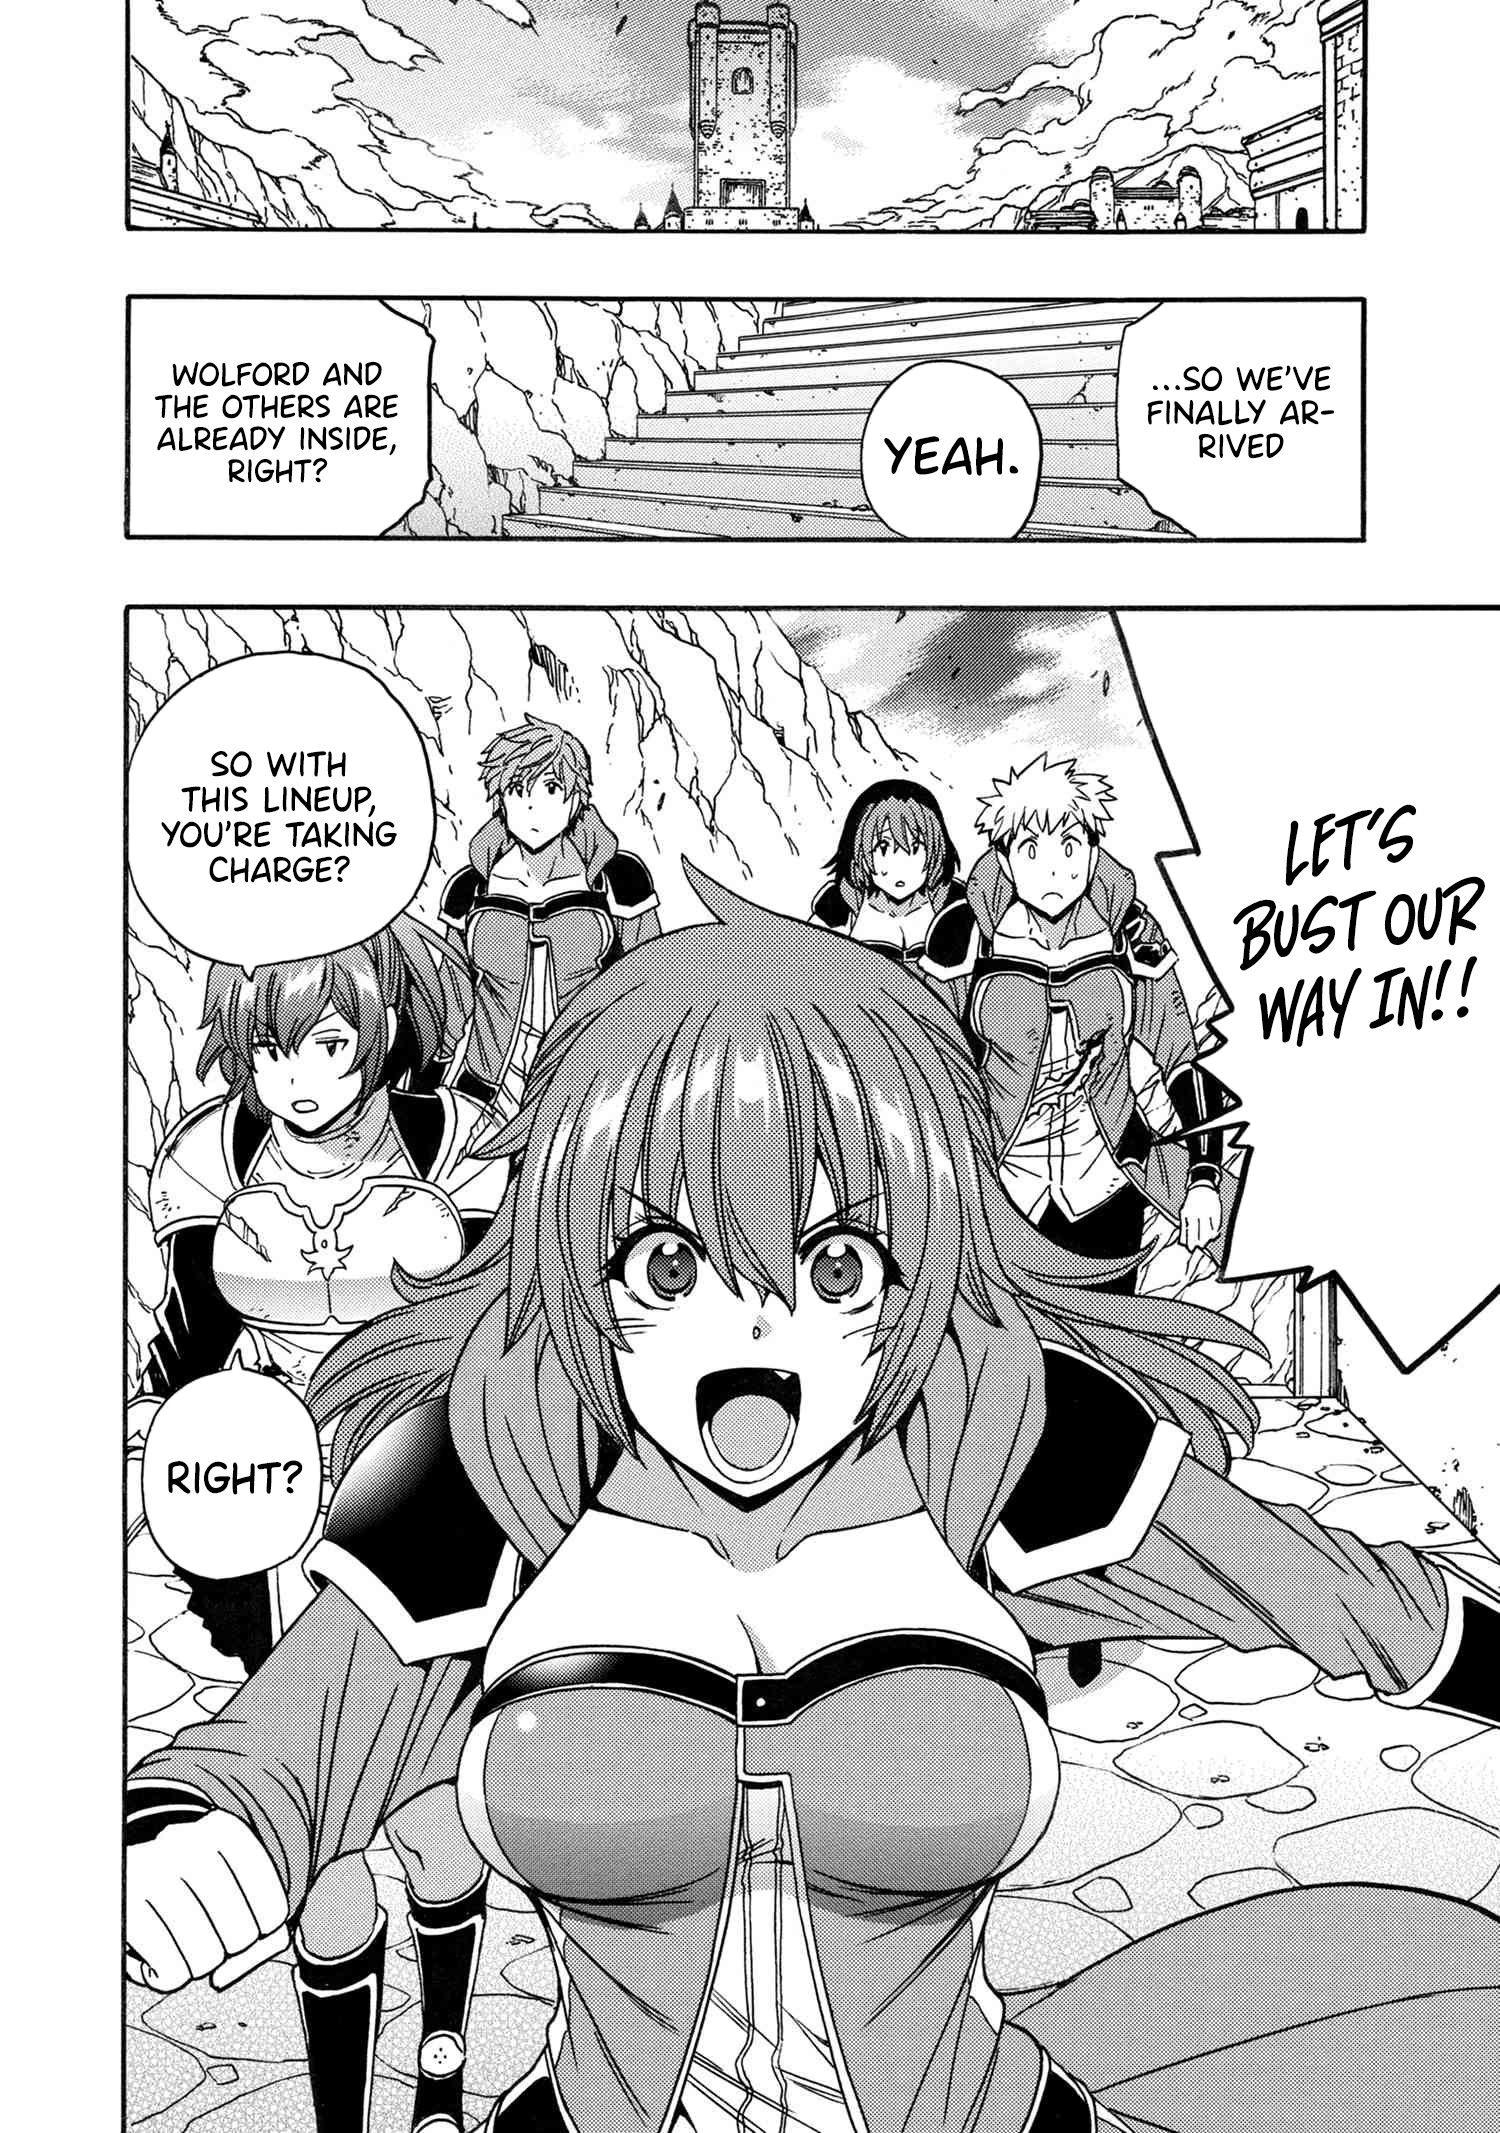 ...SO WE'VE
FINALLY AR-
RIVED
YEAH.
WOLFORD AND
THE OTHERS ARE
ALREADY INSIDE,
RIGHT?
LET'S
BUST OUR
WAY IN!!
SO WITH
THIS LINEUP,
YOU'RE TAKING
CHARGE?
RIGHT?